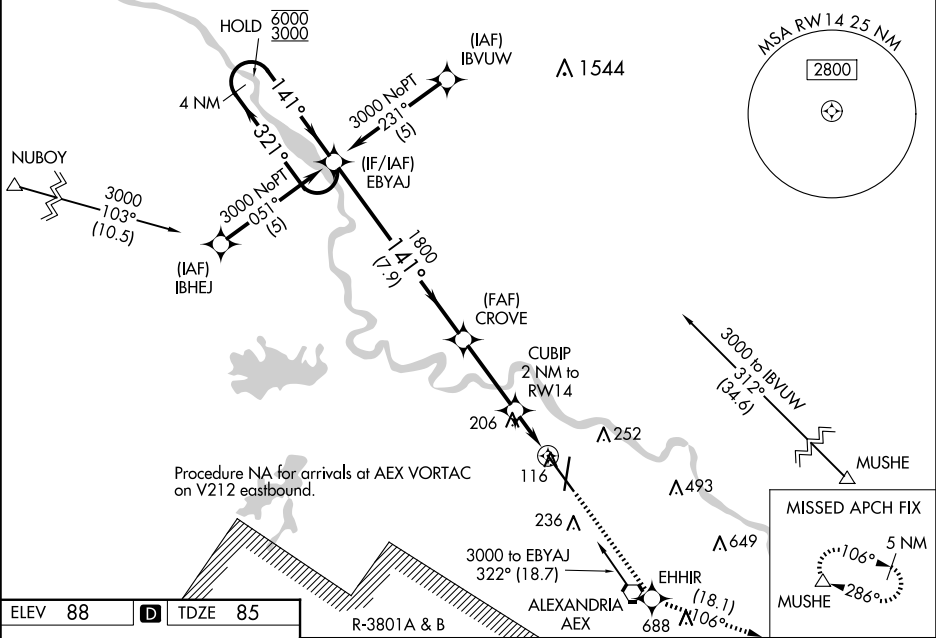 HOLD 6000
3000
(IAF)
IBVUW
1544
MSA RW14 25 NM
2800
4 NM
141°
321°
3000 NoPT
231°
(5)
(IF/IAF)
EBYAJ
NUBOY
3000
103°
(10.5)
3000 NoPT
051°
(5)
(IAF)
IBHEJ
1800
141°
(7.9)
(FAF)
CROVE
CUBIP
2 NM to
RW14
206
252
116
3000 to IBVUW
312°
(34.6)
MUSHE
Procedure NA for arrivals at AEX VORTAC
on V212 eastbound.
493
236
649
MISSED APCH FIX
5 NM
106°
286°
MUSHE
3000 to EBYAJ
322° (18.7)
EHHIR
(18.1)
106°
ALEXANDRIA
AEX
688
R-3801A & B
ELEV 88 D TDZE 85